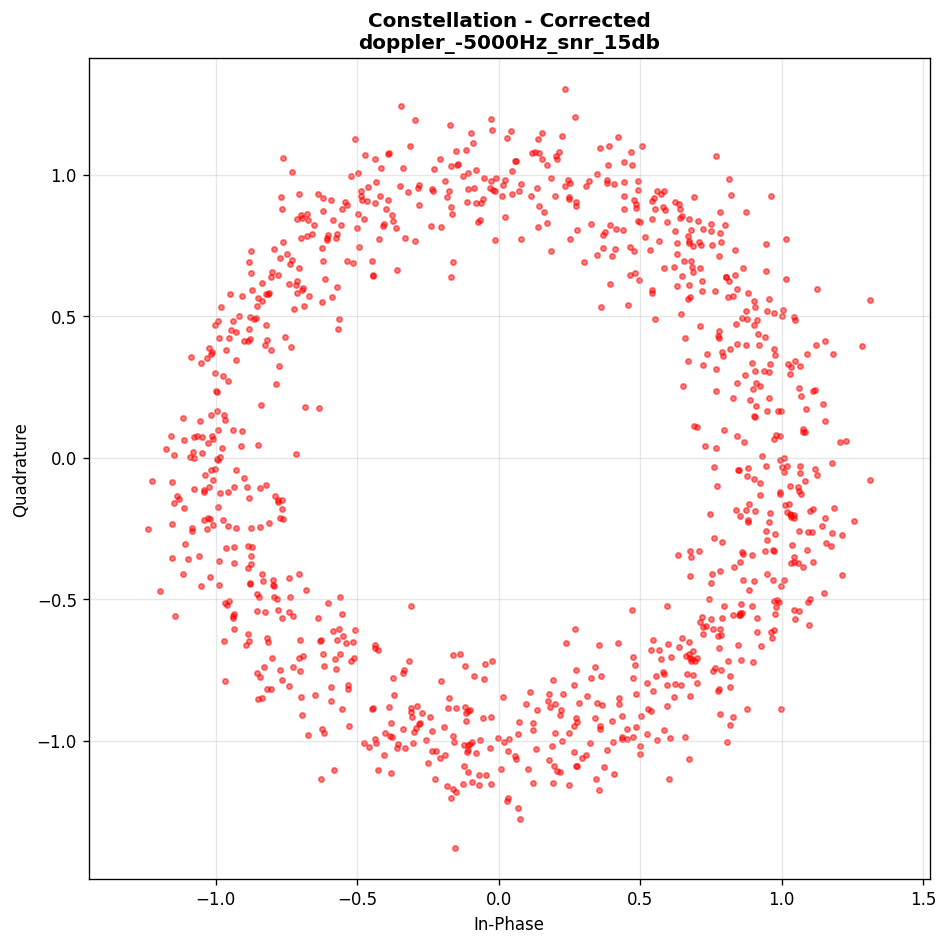 Constellation - Corrected
doppler_-5000Hz_snr_15db
1.0
0.5
0.0
−0.5
−1.0
Quadrature
−1.0 −0.5 0.0 0.5 1.0 1.5
In-Phase